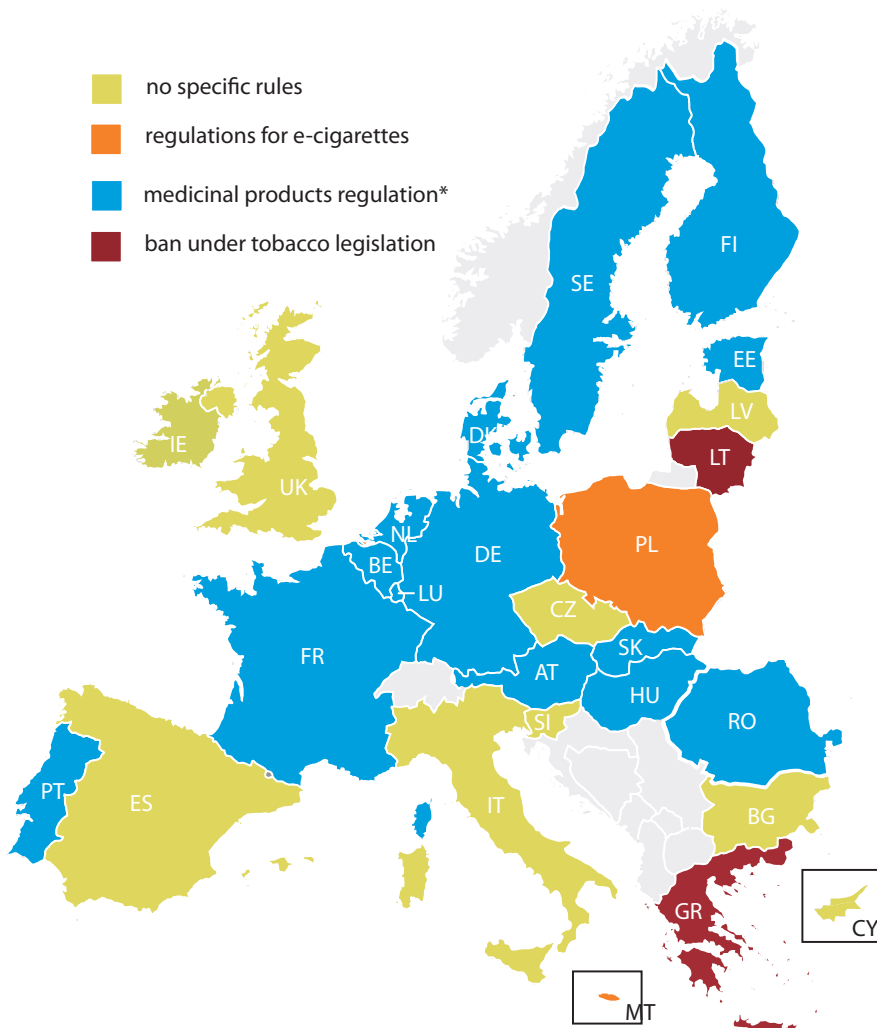 no specific rules
regulations for e-cigarettes
medicinal products regulation*
ban under tobacco legislation
FI
SE
EE
LV
DK
IE
LT
UK
NL
PL
DE
BE
LU
CZ
SK
FR
AT
HU
SI
RO
PT
ES
IT
BG
GR
CY
MT